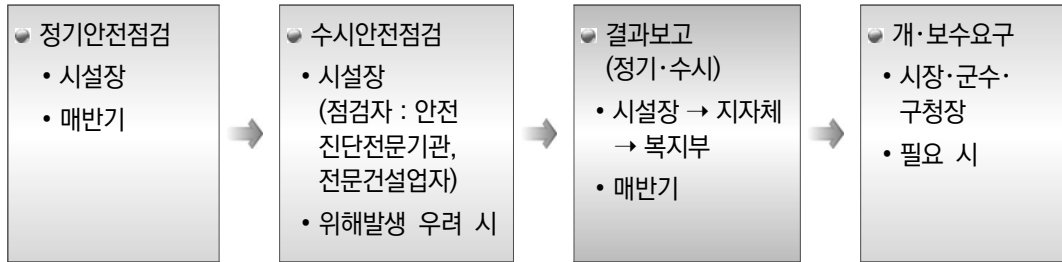 정기안전점검
• 시설장
• 매반기
수시안전점검
• 시설장
(점검자 : 안전
진단전문기관,
전문건설업자)
• 위해발생 우려 시
결과보고
(정기·수시)
• 시설장 → 지자체
→ 복지부
• 매반기
개·보수요구
• 시장·군수·
구청장
• 필요 시